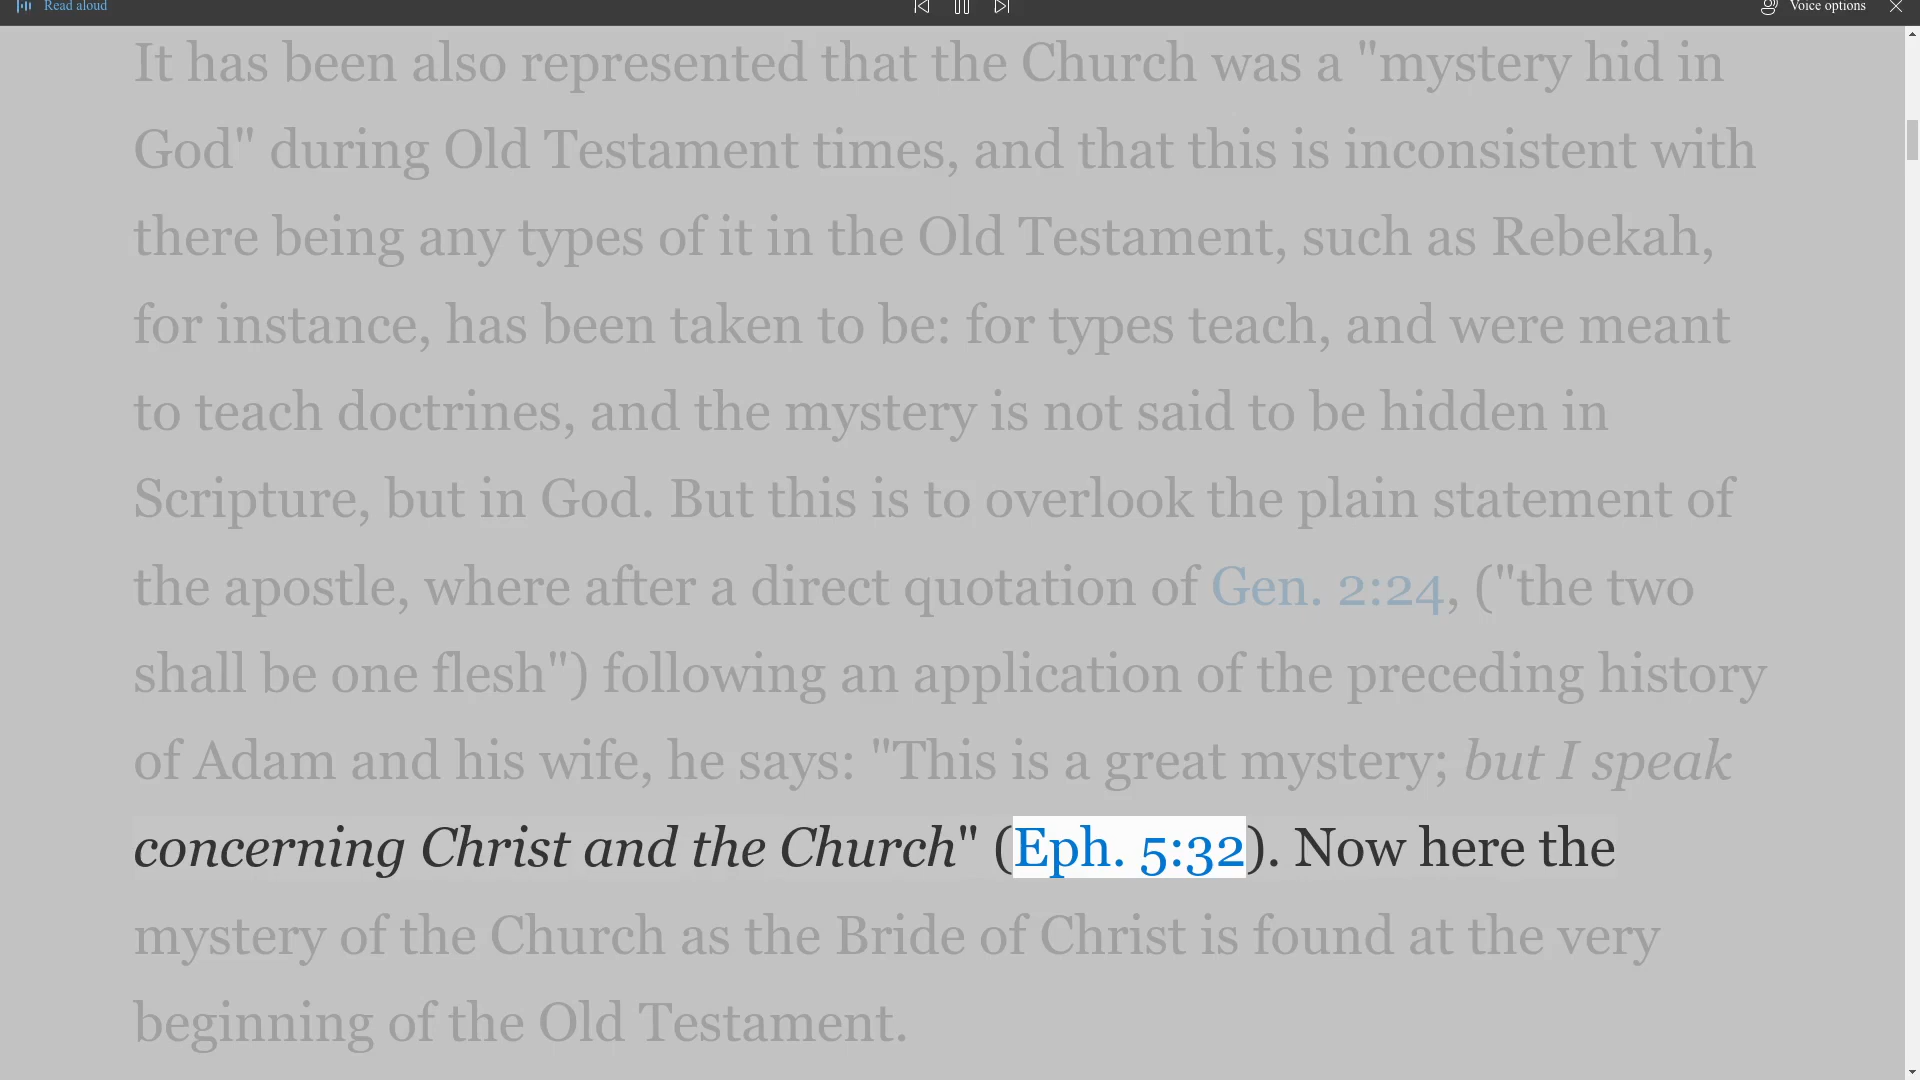 Read aloud
Voice options
It has been also represented that the Church was a "mystery hid in
God" during Old Testament times, and that this is inconsistent with
there being any types of it in the Old Testament, such as Rebekah,
for instance, has been taken to be: for types teach, and were meant
to teach doctrines, and the mystery is not said to be hidden in
Scripture, but in God. But this is to overlook the plain statement of
the apostle, where after a direct quotation of Gen. 2:24, ("the two
shall be one flesh") following an application of the preceding history
of Adam and his wife, he says: "This is a great mystery; but I speak
concerning Christ and the Church" (Eph. 5:32). Now here the
mystery of the Church as the Bride of Christ is found at the very
beginning of the Old Testament.